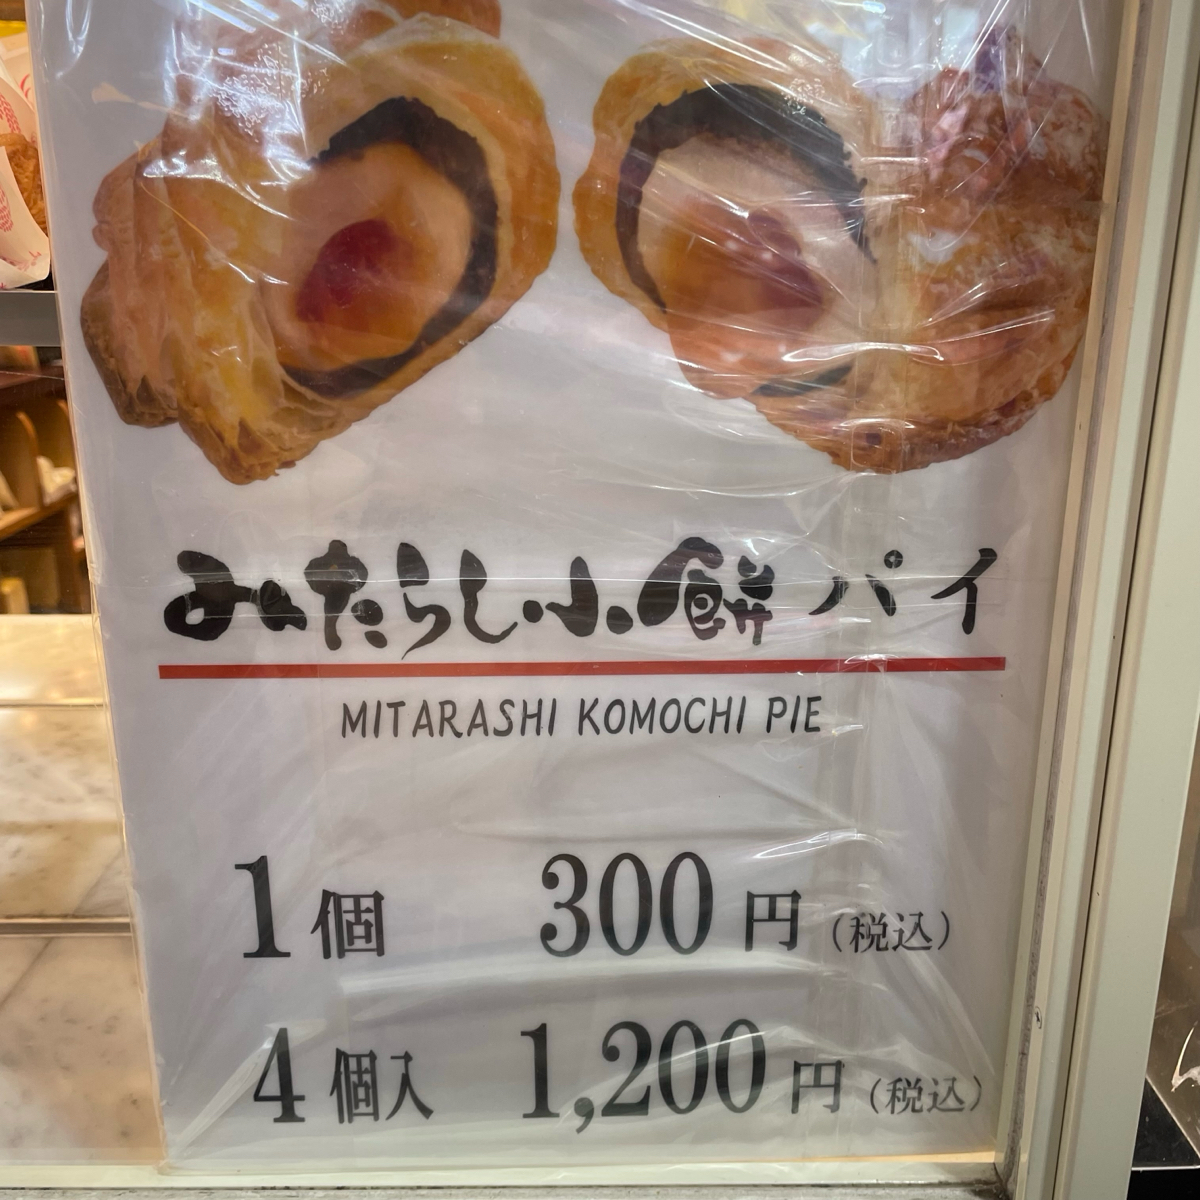 みたらし小餅パイ
MITARASHI KOMOCHI PIE
1個 300円(税込)
4個入 1,200円(税込)